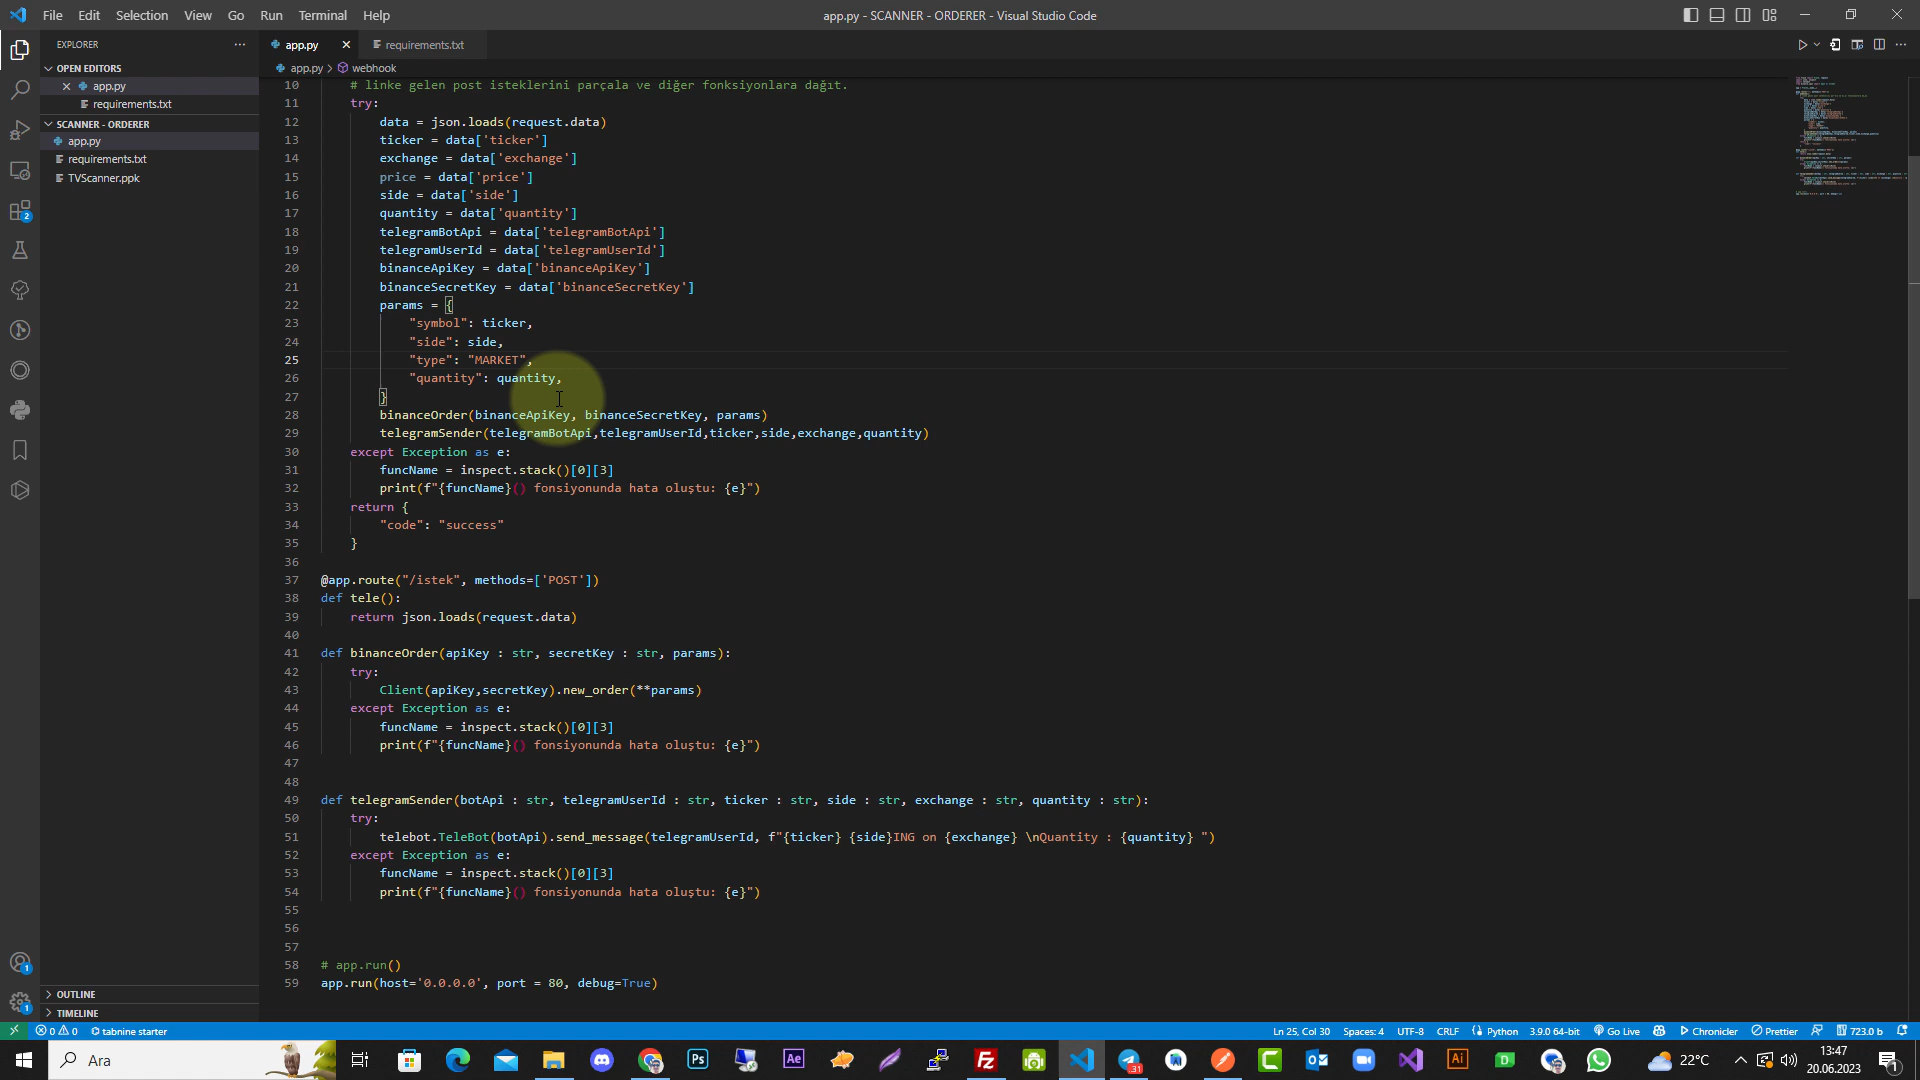 File Edit Selection View Go Run Terminal Help
app.py - SCANNER - ORDERER - Visual Studio Code
EXPLORER
OPEN EDITORS
app.py
requirements.txt
SCANNER - ORDERER
app.py
requirements.txt
TVScanner.ppk
OUTLINE
TIMELINE
app.py requirements.txt
app.py > webhook
10 # linke gelen post isteklerini parçala ve diğer fonksiyonlara dağıt.
11 try:
12 data = json.loads(request.data)
13 ticker = data['ticker']
14 exchange = data['exchange']
15 price = data['price']
16 side = data['side']
17 quantity = data['quantity']
18 telegramBotApi = data['telegramBotApi']
19 telegramUserId = data['telegramUserId']
20 binanceApiKey = data['binanceApiKey']
21 binanceSecretKey = data['binanceSecretKey']
22 params = {
23 "symbol": ticker,
24 "side": side,
25 "type": "MARKET",
26 "quantity": quantity,
27 }
28 binanceOrder(binanceApiKey, binanceSecretKey, params)
29 telegramSender(telegramBotApi,telegramUserId,ticker,side,exchange,quantity)
30 except Exception as e:
31 funcName = inspect.stack()[0][3]
32 print(f"{funcName}() fonsiyonunda hata oluştu: {e}")
33 return {
34 "code": "success"
35 }
36
37 @app.route("/istek", methods=['POST'])
38 def tele():
39 return json.loads(request.data)
40
41 def binanceOrder(apiKey : str, secretKey : str, params):
42 try:
43 Client(apiKey,secretKey).new_order(**params)
44 except Exception as e:
45 funcName = inspect.stack()[0][3]
46 print(f"{funcName}() fonsiyonunda hata oluştu: {e}")
47
48
49 def telegramSender(botApi : str, telegramUserId : str, ticker : str, side : str, exchange : str, quantity : str):
50 try:
51 telebot.TeleBot(botApi).send_message(telegramUserId, f"{ticker} {side}ING on {exchange} \nQuantity : {quantity} ")
52 except Exception as e:
53 funcName = inspect.stack()[0][3]
54 print(f"{funcName}() fonsiyonunda hata oluştu: {e}")
55
56
57
58 # app.run()
59 app.run(host='0.0.0.0', port = 80, debug=True)
0 0 tabnine starter
Ln 25, Col 30 Spaces: 4 UTF-8 CRLF Python 3.9.0 64-bit Go Live Chronicler Prettier 723.0 b
Ara
22°C
13:47
20.06.2023